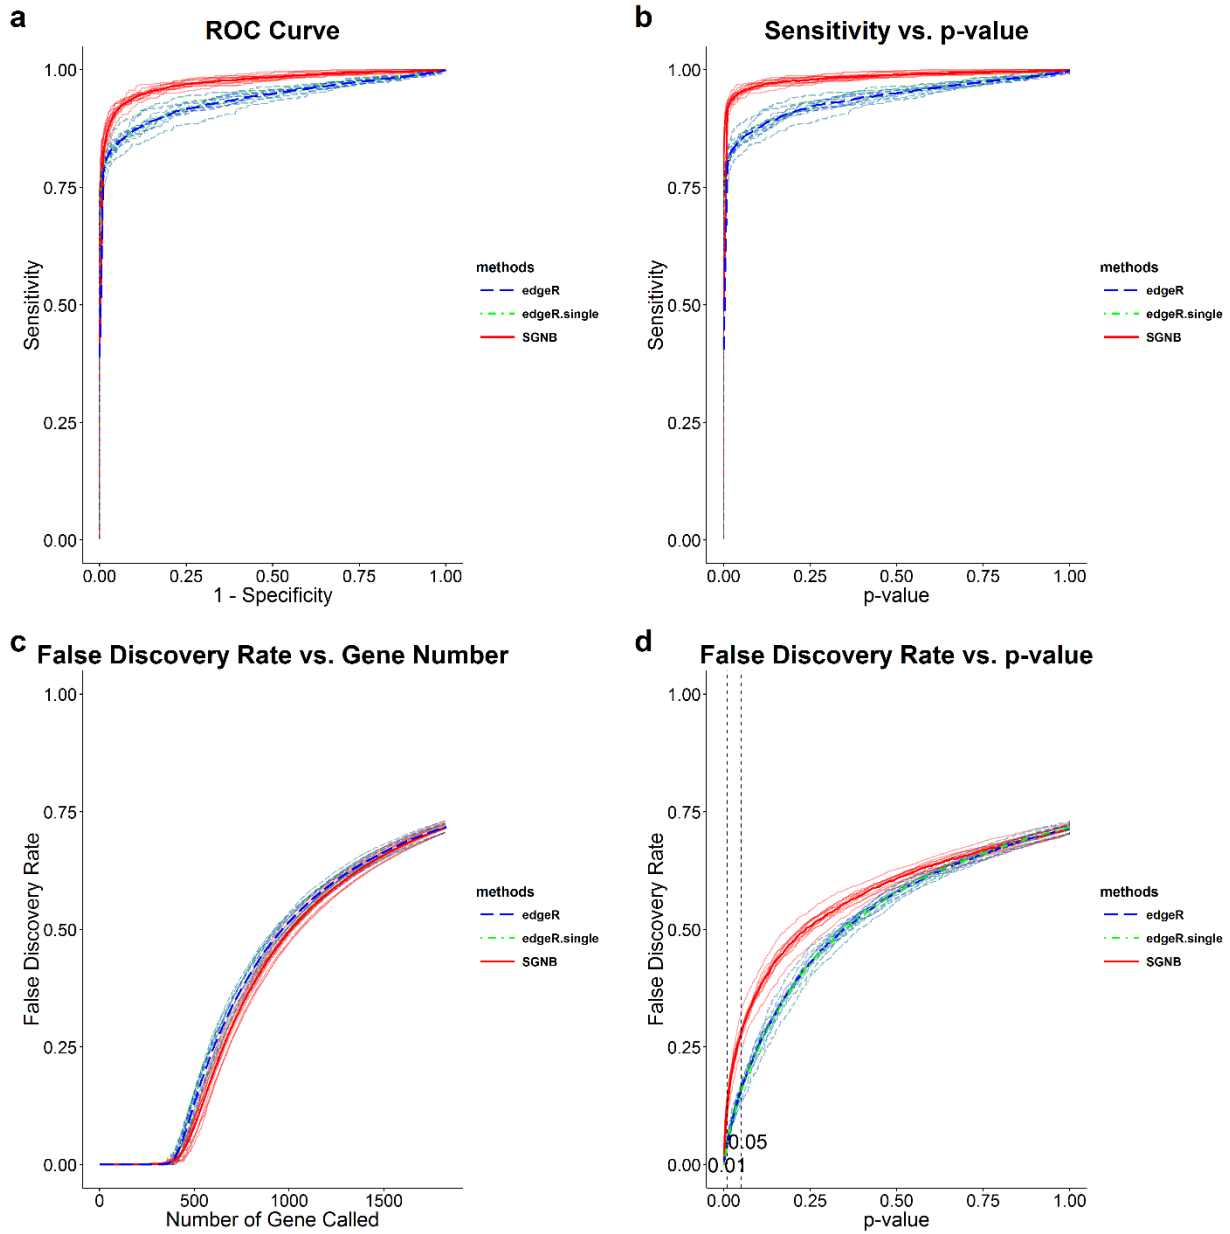 a
ROC Curve
1.00
0.75
0.50
0.25
0.00
Sensitivity
0.00 0.25 0.50 0.75 1.00
1 - Specificity
methods
edgeR
edgeR.single
SGNB
b
Sensitivity vs. p-value
1.00
0.75
0.50
0.25
0.00
Sensitivity
0.00 0.25 0.50 0.75 1.00
p-value
methods
edgeR
edgeR.single
SGNB
c
False Discovery Rate vs. Gene Number
1.00
0.75
0.50
0.25
0.00
False Discovery Rate
0 500 1000 1500
Number of Gene Called
methods
edgeR
edgeR.single
SGNB
d
False Discovery Rate vs. p-value
1.00
0.75
0.50
0.25
0.00
False Discovery Rate
0.05
0.01
0.00 0.25 0.50 0.75 1.00
p-value
methods
edgeR
edgeR.single
SGNB